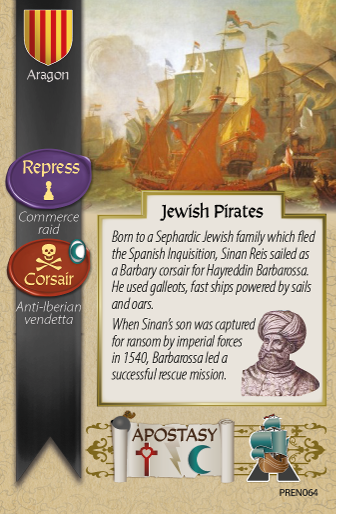 Aragon
Repress
Commerce
raid
Corsair
Anti-Iberian
vendetta
Jewish Pirates
Born to a Sephardic Jewish family which fled
the Spanish Inquisition, Sinan Reis sailed as
a Barbary corsair for Hayreddin Barbarossa.
He used galleots, fast ships powered by sails
and oars.
When Sinan's son was captured
for ransom by imperial forces
in 1540, Barbarossa led a
successful rescue mission.
APOSTASY
PREN064